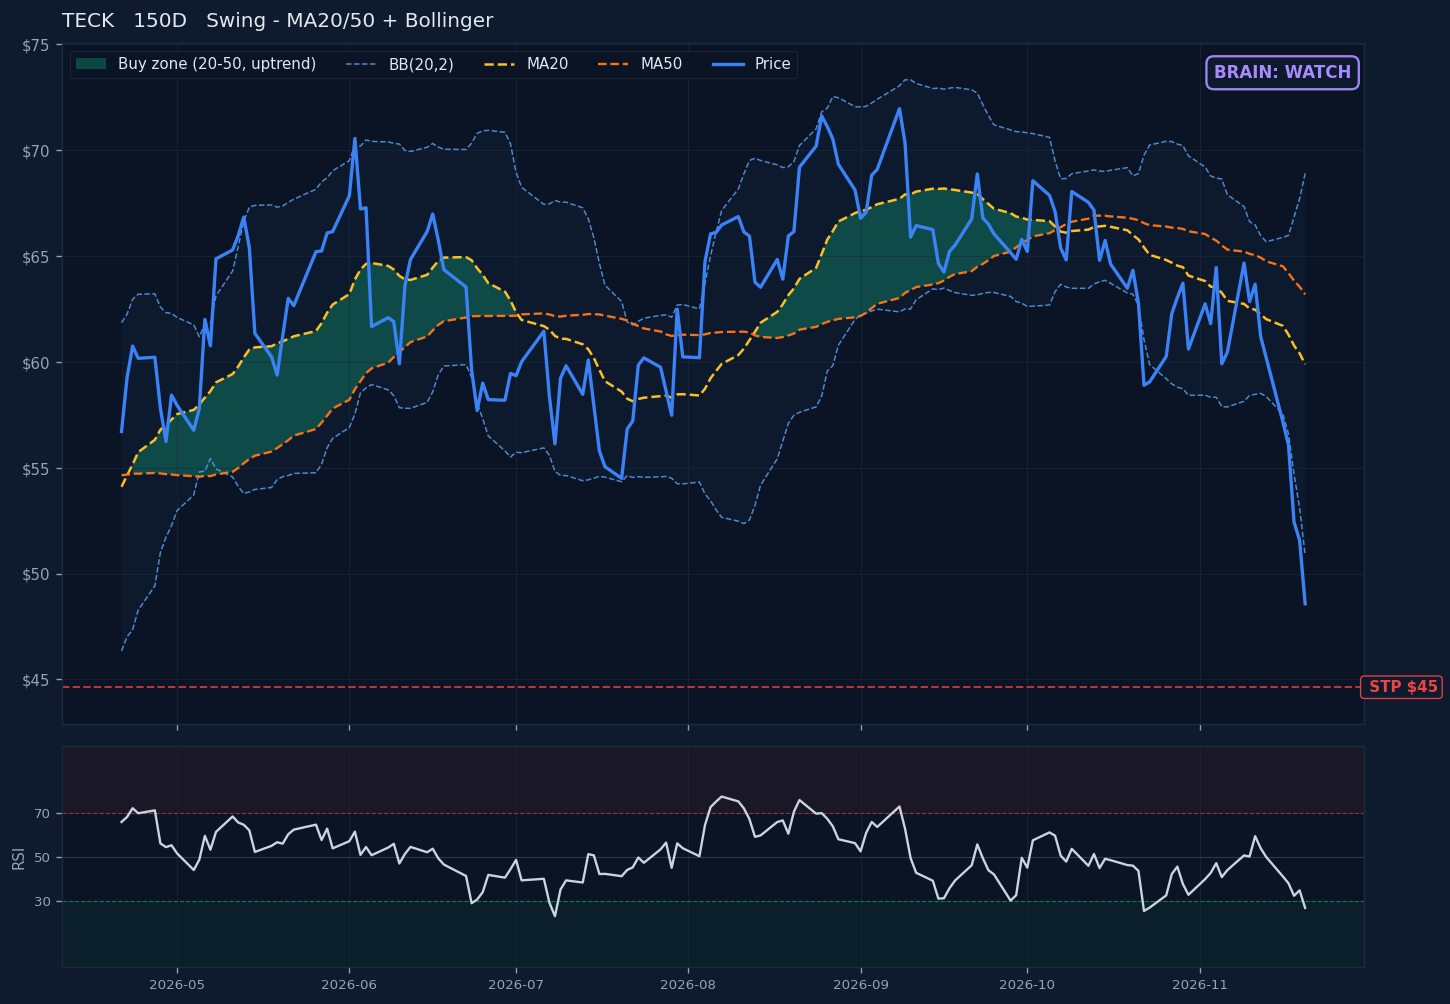 TECK   150D   Swing - MA20/50 + Bollinger
Buy zone (20-50, uptrend)   BB(20,2)   MA20   MA50   Price
BRAIN: WATCH
$75
$70
$65
$60
$55
$50
$45
STP $45
RSI
70
50
30
2026-05   2026-06   2026-07   2026-08   2026-09   2026-10   2026-11